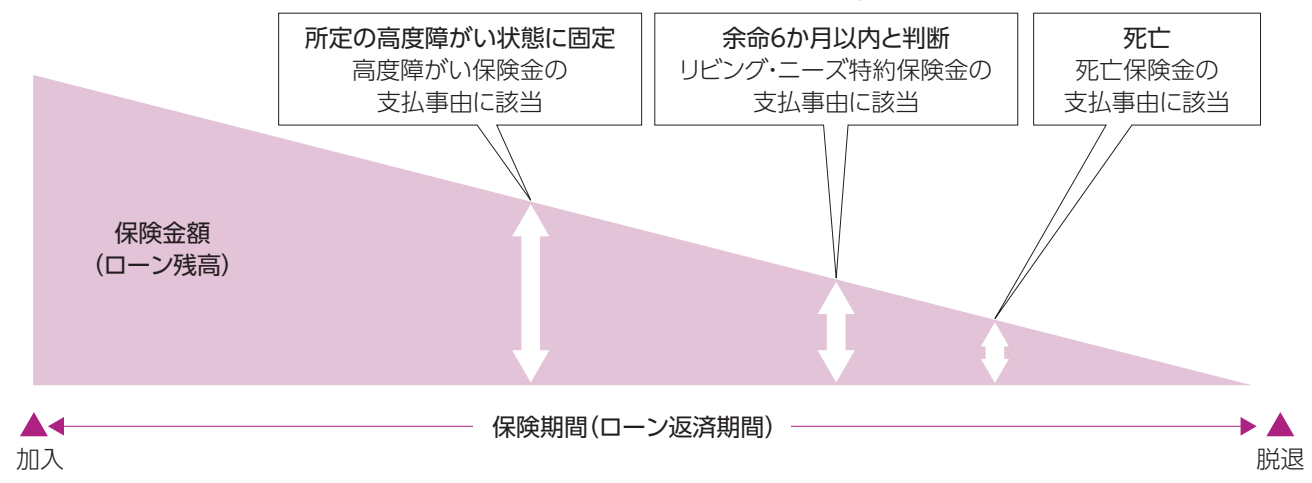 所定の高度障がい状態に固定
高度障がい保険金の
支払事由に該当
余命6か月以内と判断
リビング・ニーズ特約保険金の
支払事由に該当
死亡
死亡保険金の
支払事由に該当
保険金額
(ローン残高)
保険期間(ローン返済期間)
加入
脱退